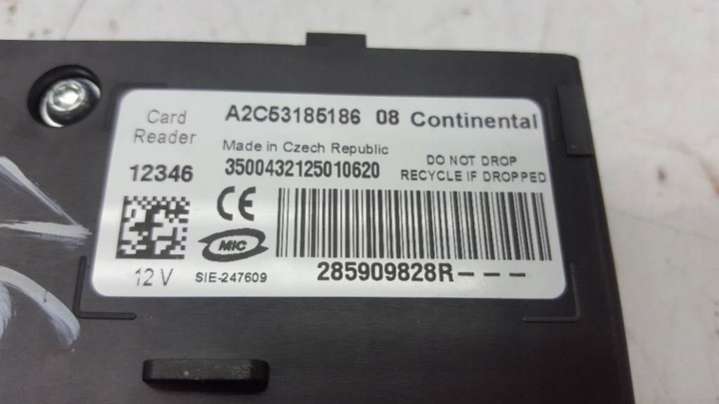 Card Reader
A2C53185186 08 Continental
Made in Czech Republic
12346
3500432125010620
DO NOT DROP
RECYCLE IF DROPPED
CE
MIC
12 V
SIE-247609
285909828R---